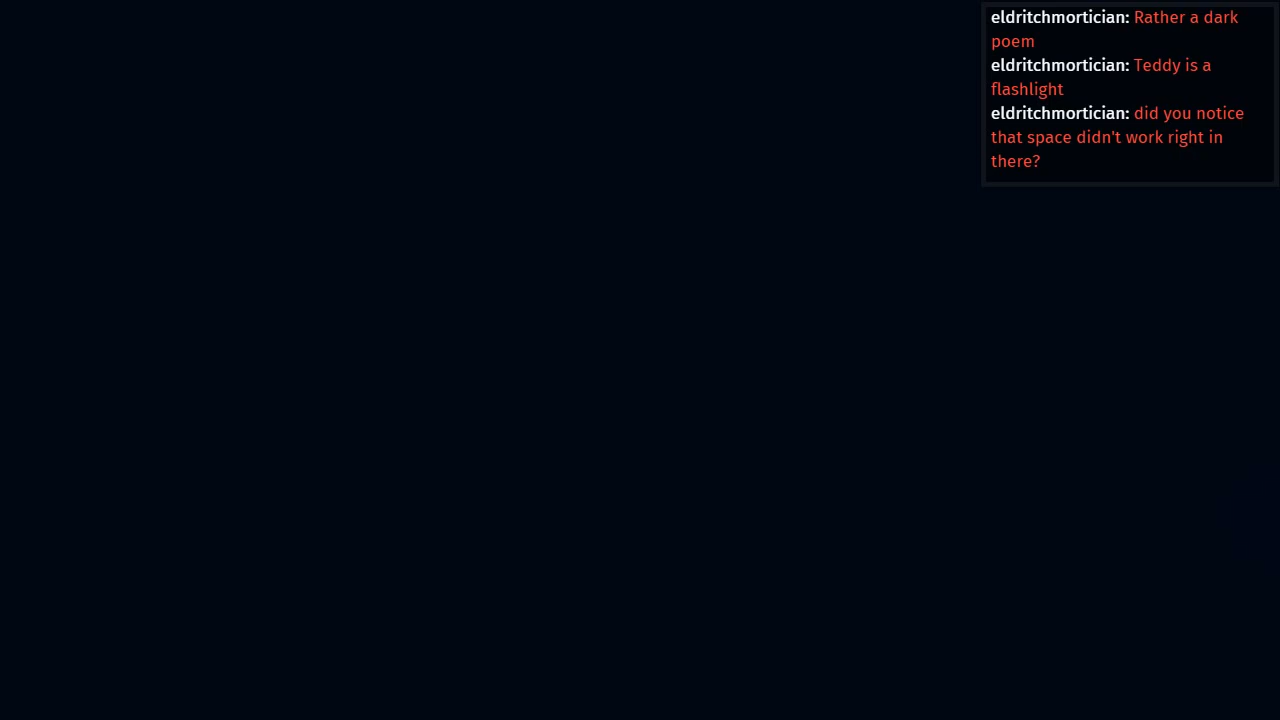 eldritchmortician: Rather a dark
poem
eldritchmortician: Teddy is a
flashlight
eldritchmortician: did you notice
that space didn't work right in
there?